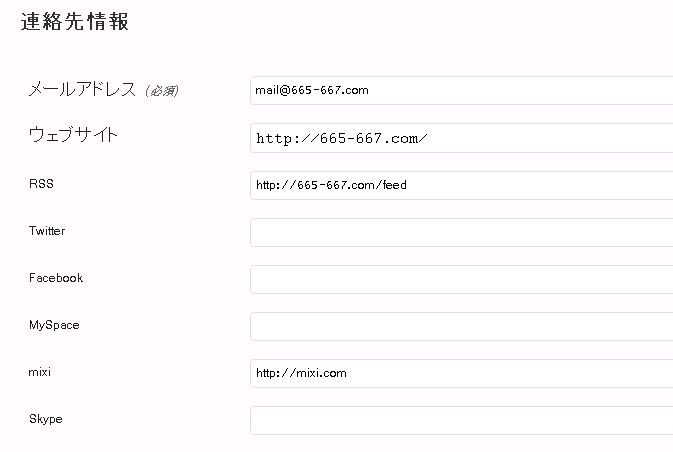 連絡先情報
メールアドレス (必須) mail@665-667.com
ウェブサイト http://665-667.com/
RSS http://665-667.com/feed
Twitter
Facebook
MySpace
mixi http://mixi.com
Skype